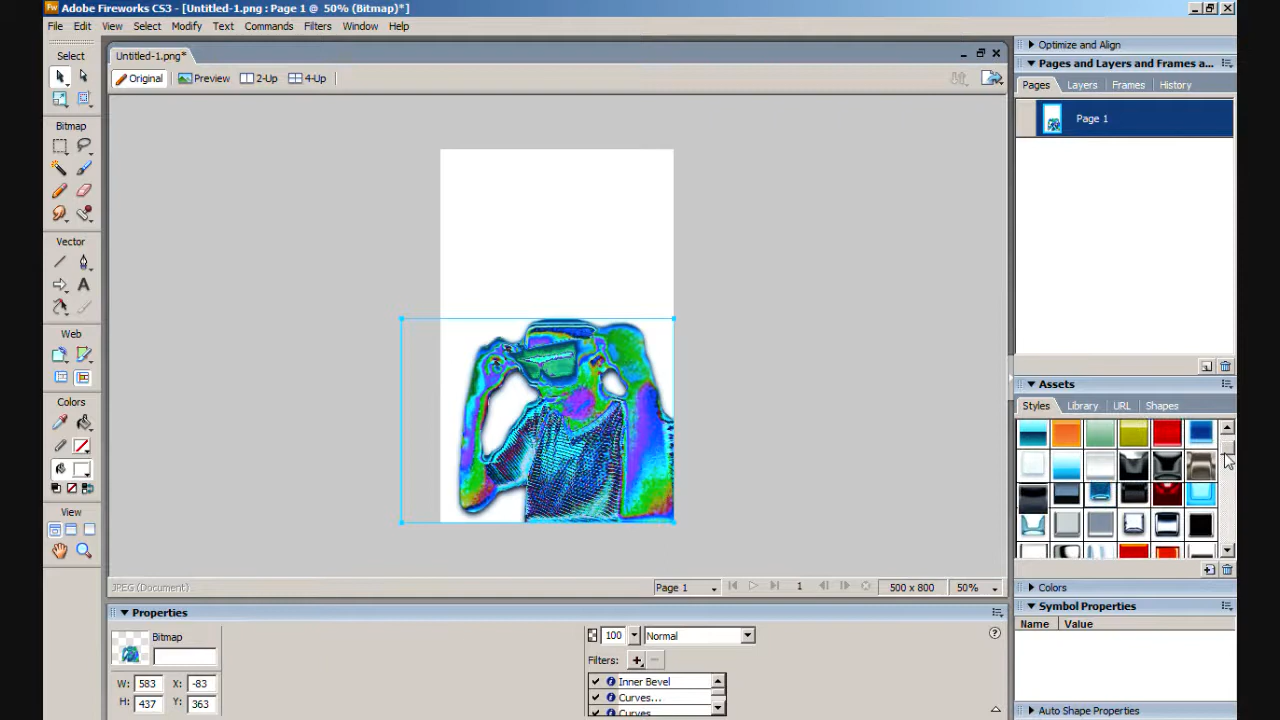 Adobe Fireworks CS3 - [Untitled-1.png : Page 1 @ 50% (Bitmap)*]
File Edit View Select Modify Text Commands Filters Window Help
Select
Bitmap
Vector
Web
Colors
View
Untitled-1.png*
Original Preview 2-Up 4-Up
JPEG (Document)
Page 1 1 500 x 800 50%
Properties
Bitmap
W: 583 X: -83
H: 437 Y: 363
100 Normal
Filters:
Inner Bevel
Curves...
Curves
Optimize and Align
Pages and Layers and Frames a...
Pages Layers Frames History
Page 1
Assets
Styles Library URL Shapes
Colors
Symbol Properties
Name Value
Auto Shape Properties